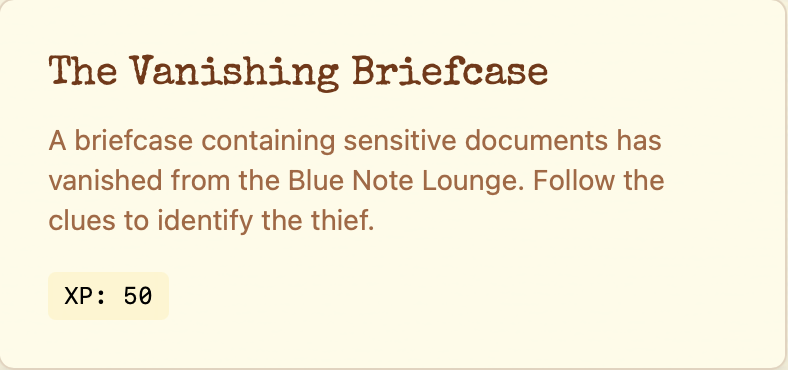 The Vanishing Briefcase
A briefcase containing sensitive documents has
vanished from the Blue Note Lounge. Follow the
clues to identify the thief.
XP: 50